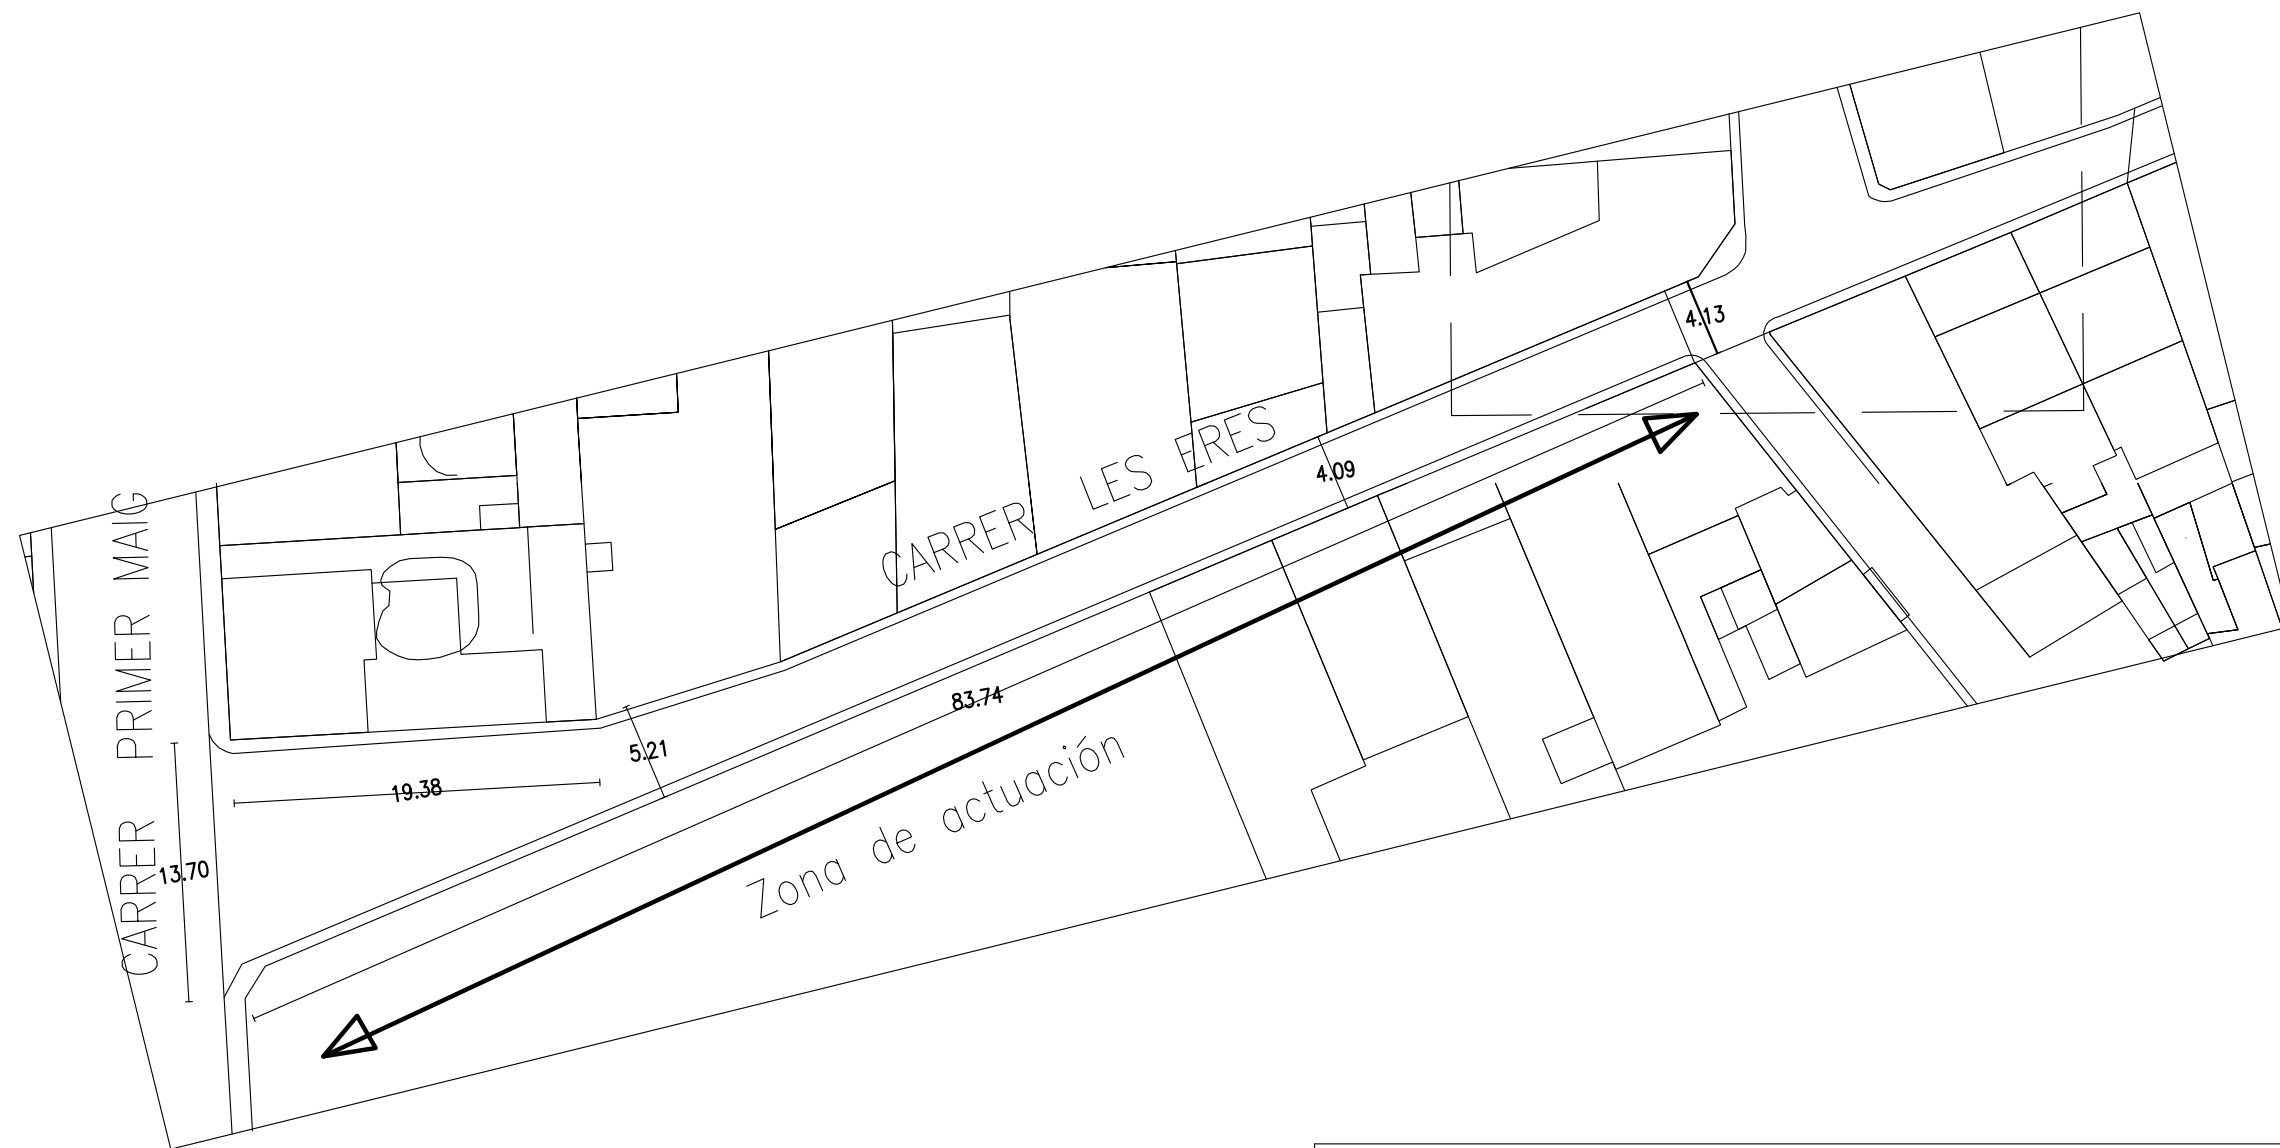 CARRER PRIMER MAIG
CARRER LES ERES
4.13
4.09
83.74
5.21
19.38
13.70
Zona de actuación